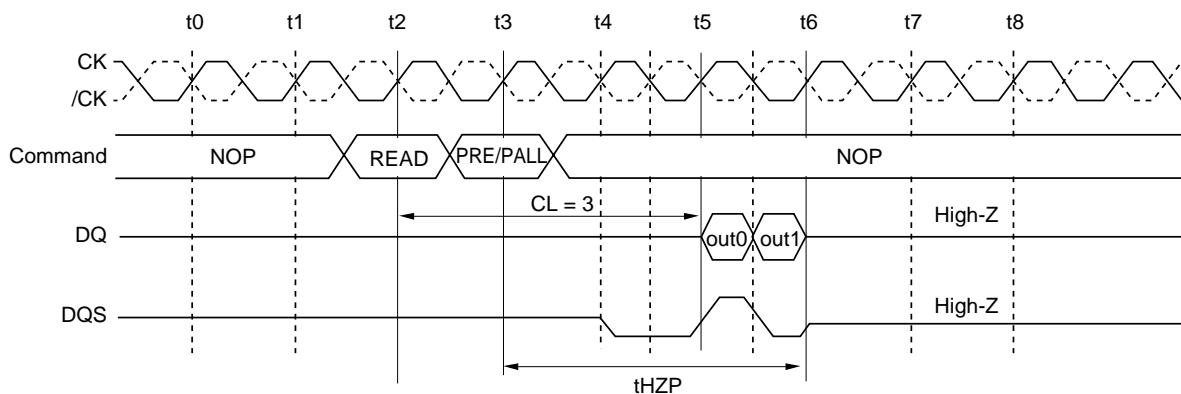 t0 t1 t2 t3 t4 t5 t6 t7 t8
CK
/CK
Command NOP READ PRE/PALL NOP
CL = 3
High-Z
DQ out0 out1
High-Z
DQS
tHZP